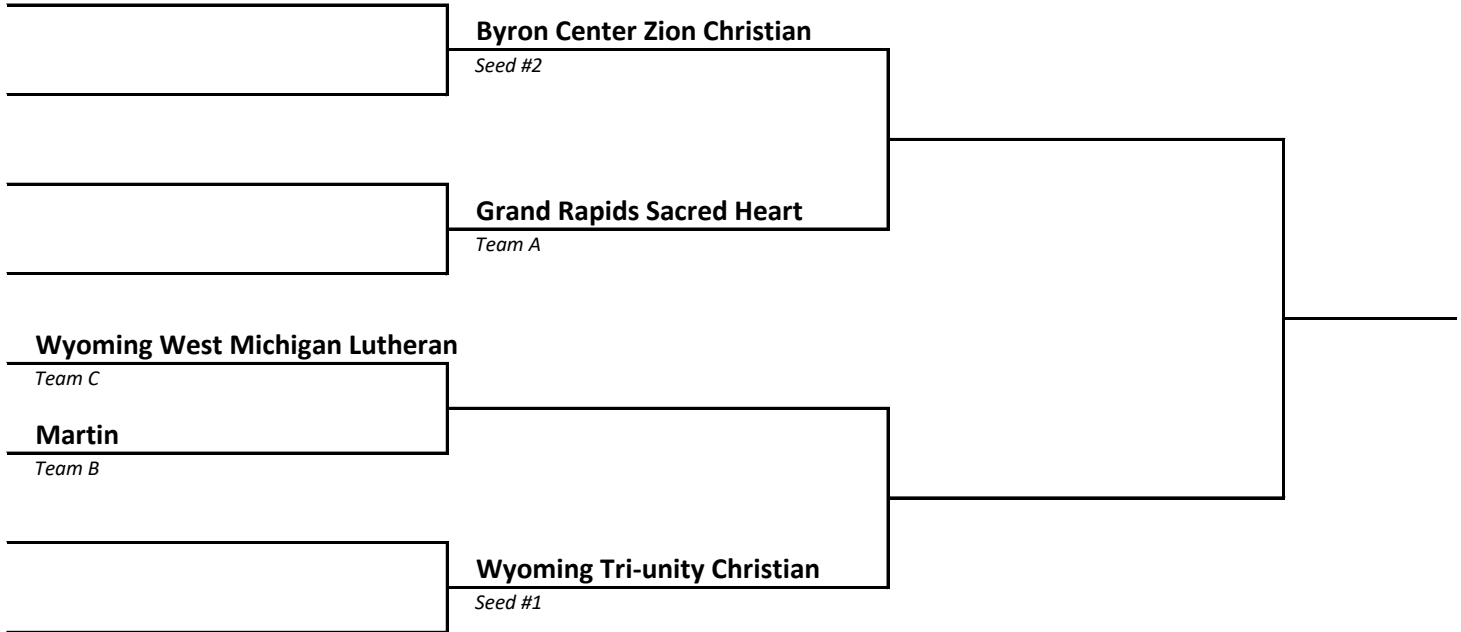 Byron Center Zion Christian
Seed #2
Grand Rapids Sacred Heart
Team A
Wyoming West Michigan Lutheran
Team C
Martin
Team B
Wyoming Tri-unity Christian
Seed #1